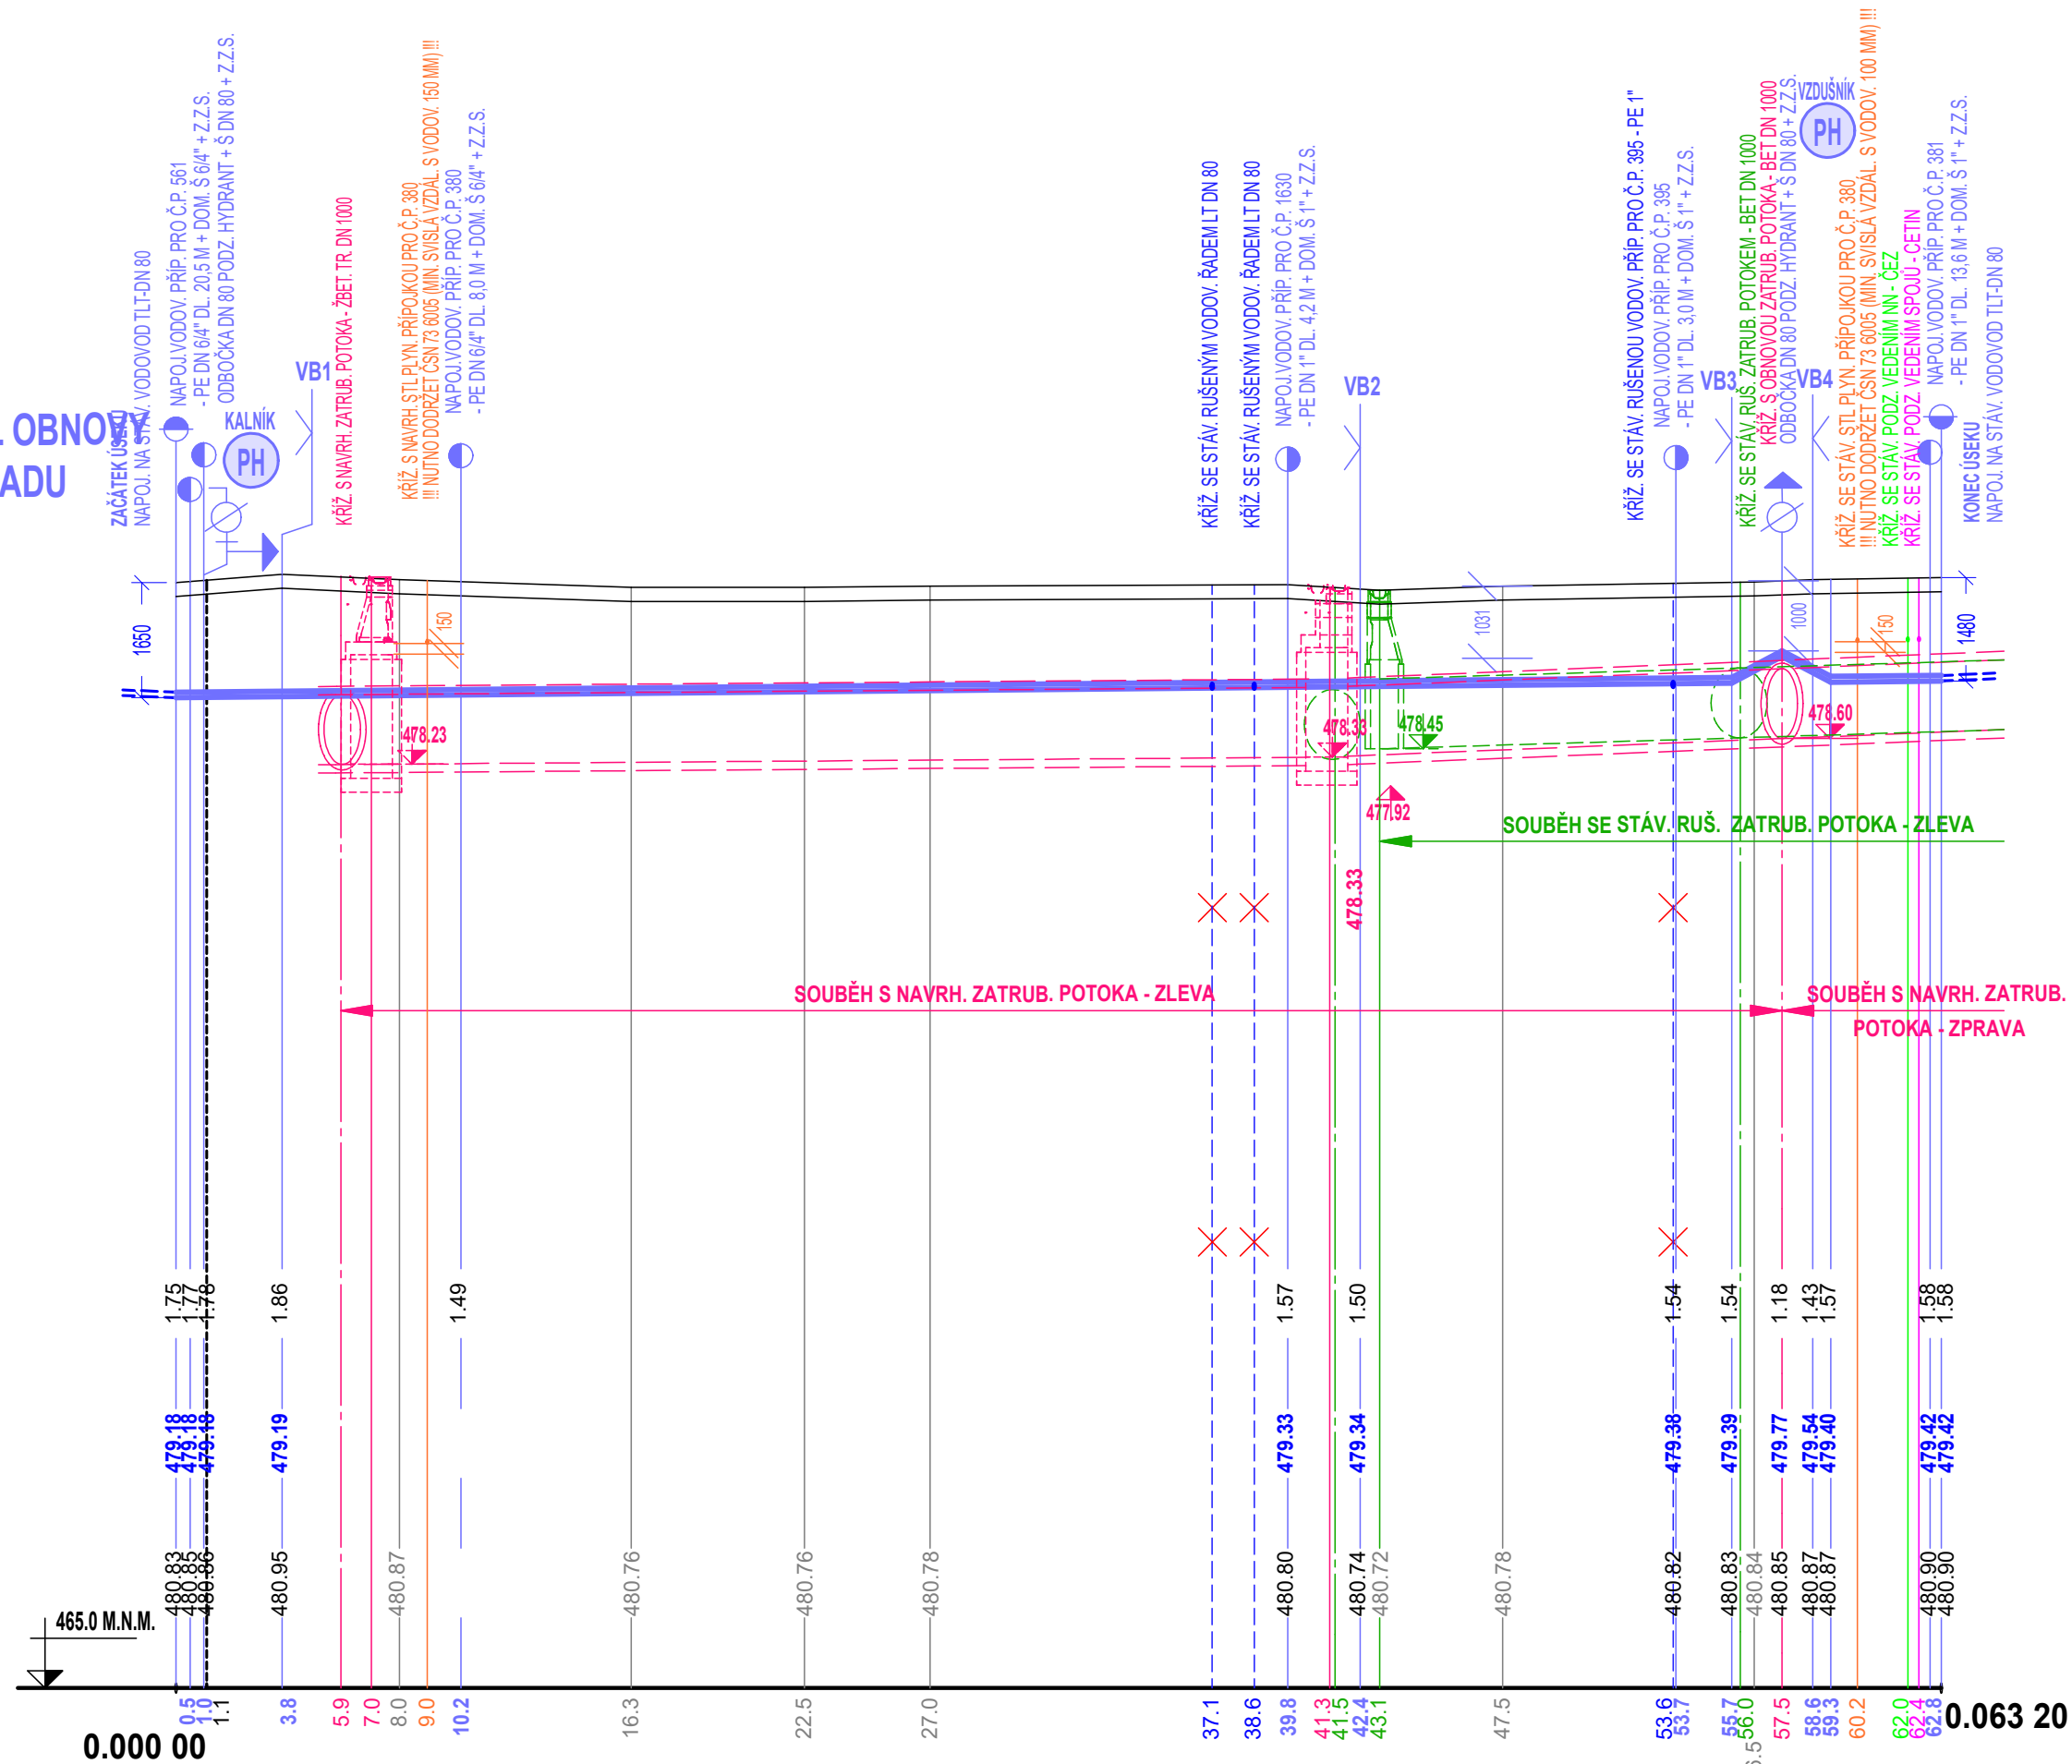 . OBNOVY
ADU
ZAČÁTEK ÚSEKU
NAPOJ. NA STÁV. VODOVOD TLT-DN 80
NAPOJ.VODOV. PŘÍP. PRO Č.P. 561
- PE DN 6/4" DL. 20,5 M + DOM. Š 6/4" + Z.Z.S.
ODBOČKA DN 80 PODZ. HYDRANT + Š DN 80 + Z.Z.S.
KALNÍK
PH
VB1
KŘÍŽ. S NAVRH. ZATRUB. POTOKA - ŽBET. TR. DN 1000
KŘÍŽ. S NAVRH. STL PLYN. PŘÍPOJKOU PRO Č.P. 380
!!! NUTNO DODRŽET ČSN 73 6005 (MIN. SVISLÁ VZDÁL. S VODOV. 150 MM) !!!
NAPOJ.VODOV. PŘÍP. PRO Č.P. 380
- PE DN 6/4" DL. 8,0 M + DOM. Š 6/4" + Z.Z.S.
KŘÍŽ. SE STÁV. RUŠENÝM VODOV. ŘADEM LT DN 80
KŘÍŽ. SE STÁV. RUŠENÝM VODOV. ŘADEM LT DN 80
NAPOJ.VODOV. PŘÍP. PRO Č.P. 1630
- PE DN 1" DL. 4,2 M + DOM. Š 1" + Z.Z.S.
VB2
KŘÍŽ. SE STÁV. RUŠENOU VODOV. PŘÍP. PRO Č.P. 395 - PE 1"
NAPOJ.VODOV. PŘÍP. PRO Č.P. 395
- PE DN 1" DL. 3,0 M + DOM. Š 1" + Z.Z.S.
VB3
KŘÍŽ. SE STÁV. RUŠ. ZATRUB. POTOKEM - BET DN 1000
KŘÍŽ. S OBNOVOU ZATRUB. POTOKA - BET DN 1000
ODBOČKA DN 80 PODZ. HYDRANT + Š DN 80 + Z.Z.S.
VZDUŠNÍK
PH
VB4
KŘÍŽ. SE STÁV. STL PLYN. PŘÍPOJKOU PRO Č.P. 380
!!! NUTNO DODRŽET ČSN 73 6005 (MIN. SVISLÁ VZDÁL. S VODOV. 100 MM) !!!
KŘÍŽ. SE STÁV. PODZ. VEDENÍM NN - ČEZ
KŘÍŽ. SE STÁV. PODZ. VEDENÍM SPOJŮ - CETIN
NAPOJ.VODOV. PŘÍP. PRO Č.P. 381
- PE DN 1" DL. 13,6 M + DOM. Š 1" + Z.Z.S.
KONEC ÚSEKU
NAPOJ. NA STÁV. VODOVOD TLT-DN 80
1650
150
1031
1000
150
1480
478.23
478.33
478.45
478.60
477.92
478.33
SOUBĚH SE STÁV. RUŠ. ZATRUB. POTOKA - ZLEVA
SOUBĚH S NAVRH. ZATRUB. POTOKA - ZLEVA
SOUBĚH S NAVRH. ZATRUB.
POTOKA - ZPRAVA
1.75 1.77 1.78 1.86 1.49 1.57 1.50 1.54 1.54 1.18 1.43 1.57 1.58 1.58
479.18 479.18 479.18 479.19 479.33 479.34 479.38 479.39 479.77 479.54 479.40 479.42 479.42
480.83 480.85 480.86 480.95 480.87 480.76 480.76 480.78 480.80 480.74 480.72 480.78 480.82 480.83 480.84 480.85 480.87 480.87 480.90 480.90
465.0 M.N.M.
0.5 1.0 1.1 3.8 5.9 7.0 8.0 9.0 10.2 16.3 22.5 27.0 37.1 38.6 39.8 41.3 41.5 42.4 43.1 47.5 53.6 53.7 55.7 56.0 57.5 58.6 59.3 60.2 62.0 62.4 62.8
0.000 00
0.063 20